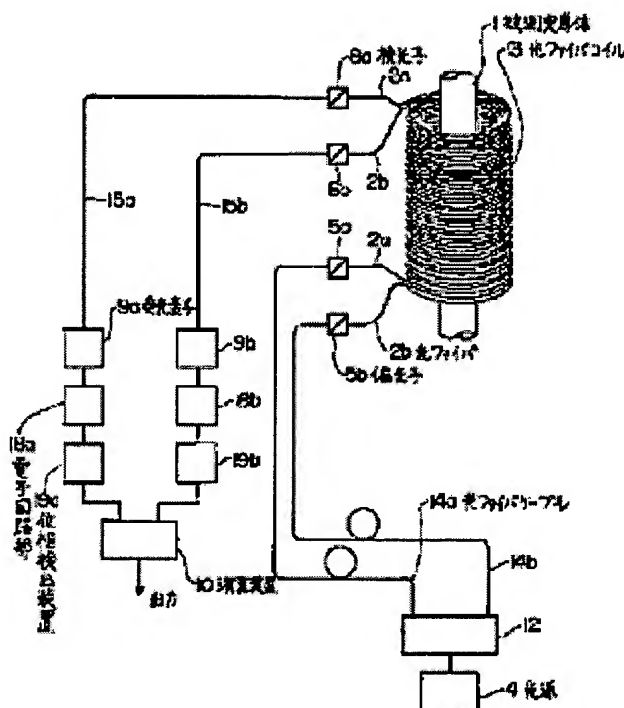 8a 検光子
2a
1 被測定導体
3 光ファイバコイル
15a
15b
2b
5a
2a
9a 受光素子
9b
2b 光ファイバ
5b 偏光子
18a 電子回路部
18b
19a 位相検出装置
19b
10 演算装置
出力
14a 光ファイバケーブル
14b
12
4 光源